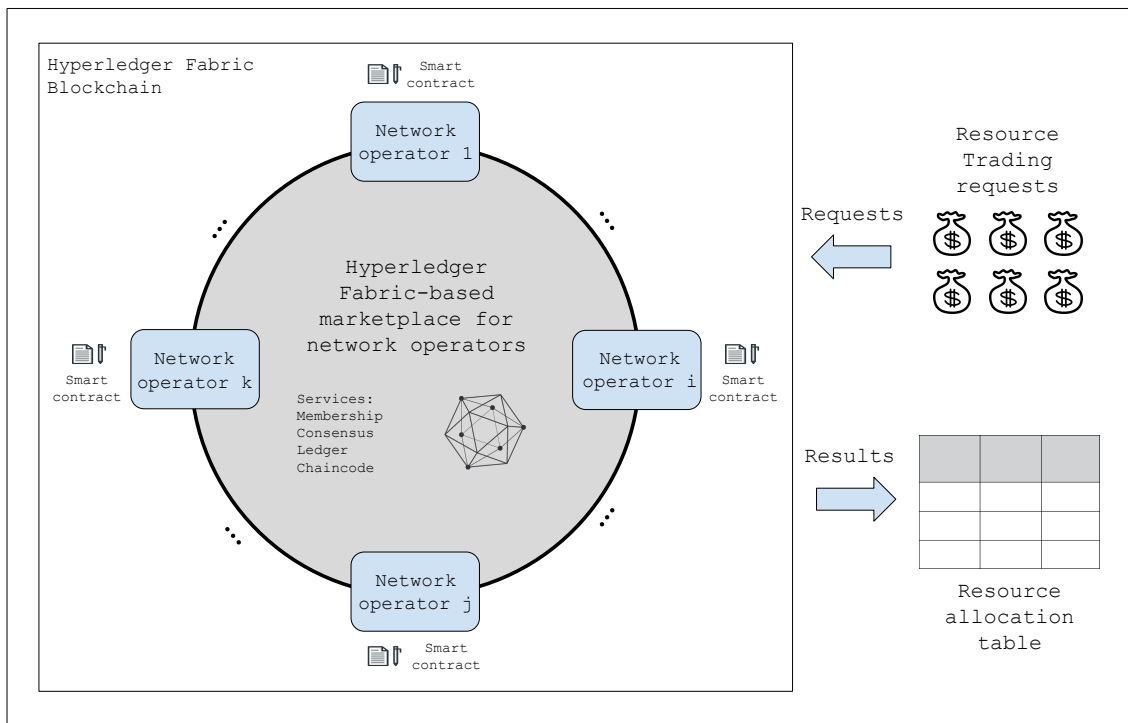 Hyperledger Fabric
Blockchain
Smart
contract
Network
operator 1
Hyperledger
Fabric-based
marketplace for
network operators
Services:
Membership
Consensus
Ledger
Chaincode
Smart
contract
Network
operator k
Network
operator i
Smart
contract
Network
operator j
Smart
contract
Requests
Resource
Trading
requests
$ $ $
$ $ $
Results
Resource
allocation
table